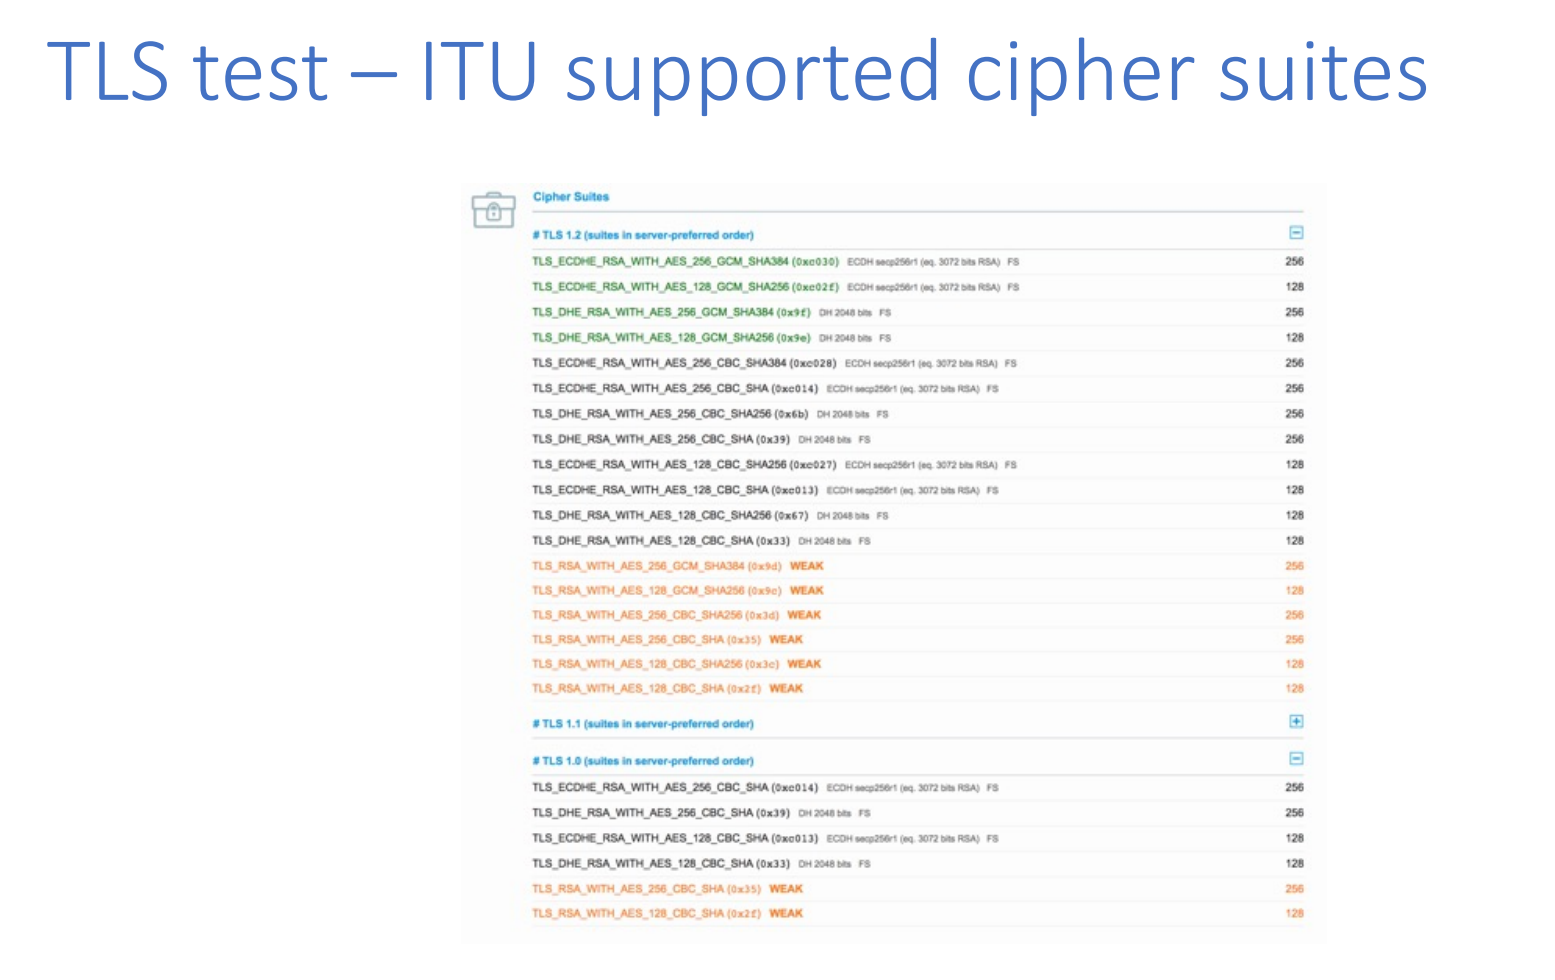 TLS test – ITU supported cipher suites
Cipher Suites
# TLS 1.2 (suites in server-preferred order)
TLS_ECDHE_RSA_WITH_AES_256_GCM_SHA384 (0xc030) ECDH secp256r1 (eq. 3072 bits RSA) FS 256
TLS_ECDHE_RSA_WITH_AES_128_GCM_SHA256 (0xc02f) ECDH secp256r1 (eq. 3072 bits RSA) FS 128
TLS_DHE_RSA_WITH_AES_256_GCM_SHA384 (0x9f) DH 2048 bits FS 256
TLS_DHE_RSA_WITH_AES_128_GCM_SHA256 (0x9e) DH 2048 bits FS 128
TLS_ECDHE_RSA_WITH_AES_256_CBC_SHA384 (0xc028) ECDH secp256r1 (eq. 3072 bits RSA) FS 256
TLS_ECDHE_RSA_WITH_AES_256_CBC_SHA (0xc014) ECDH secp256r1 (eq. 3072 bits RSA) FS 256
TLS_DHE_RSA_WITH_AES_256_CBC_SHA256 (0x6b) DH 2048 bits FS 256
TLS_DHE_RSA_WITH_AES_256_CBC_SHA (0x39) DH 2048 bits FS 256
TLS_ECDHE_RSA_WITH_AES_128_CBC_SHA256 (0xc027) ECDH secp256r1 (eq. 3072 bits RSA) FS 128
TLS_ECDHE_RSA_WITH_AES_128_CBC_SHA (0xc013) ECDH secp256r1 (eq. 3072 bits RSA) FS 128
TLS_DHE_RSA_WITH_AES_128_CBC_SHA256 (0x67) DH 2048 bits FS 128
TLS_DHE_RSA_WITH_AES_128_CBC_SHA (0x33) DH 2048 bits FS 128
TLS_RSA_WITH_AES_256_GCM_SHA384 (0x9d) WEAK 256
TLS_RSA_WITH_AES_128_GCM_SHA256 (0x9c) WEAK 128
TLS_RSA_WITH_AES_256_CBC_SHA256 (0x3d) WEAK 256
TLS_RSA_WITH_AES_256_CBC_SHA (0x35) WEAK 256
TLS_RSA_WITH_AES_128_CBC_SHA256 (0x3c) WEAK 128
TLS_RSA_WITH_AES_128_CBC_SHA (0x2f) WEAK 128
# TLS 1.1 (suites in server-preferred order)
# TLS 1.0 (suites in server-preferred order)
TLS_ECDHE_RSA_WITH_AES_256_CBC_SHA (0xc014) ECDH secp256r1 (eq. 3072 bits RSA) FS 256
TLS_DHE_RSA_WITH_AES_256_CBC_SHA (0x39) DH 2048 bits FS 256
TLS_ECDHE_RSA_WITH_AES_128_CBC_SHA (0xc013) ECDH secp256r1 (eq. 3072 bits RSA) FS 128
TLS_DHE_RSA_WITH_AES_128_CBC_SHA (0x33) DH 2048 bits FS 128
TLS_RSA_WITH_AES_256_CBC_SHA (0x35) WEAK 256
TLS_RSA_WITH_AES_128_CBC_SHA (0x2f) WEAK 128